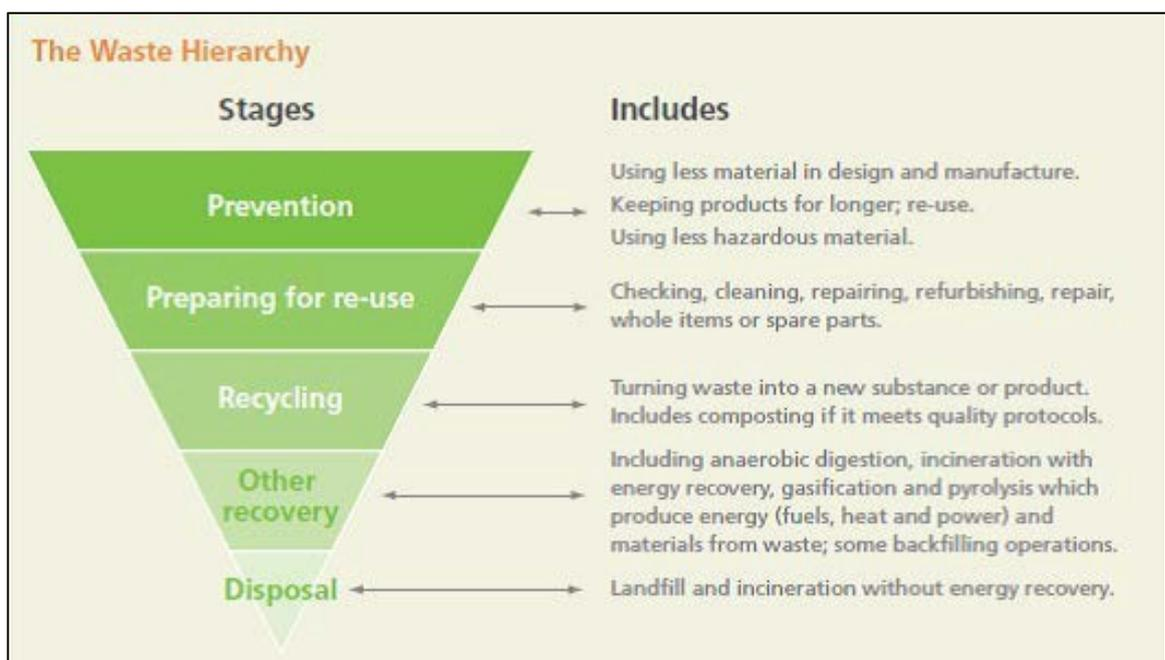 The Waste Hierarchy
Stages
Includes
Prevention
Using less material in design and manufacture.
Keeping products for longer; re-use.
Using less hazardous material.
Preparing for re-use
Checking, cleaning, repairing, refurbishing, repair,
whole items or spare parts.
Recycling
Turning waste into a new substance or product.
Includes composting if it meets quality protocols.
Other
recovery
Including anaerobic digestion, incineration with
energy recovery, gasification and pyrolysis which
produce energy (fuels, heat and power) and
materials from waste; some backfilling operations.
Disposal
Landfill and incineration without energy recovery.